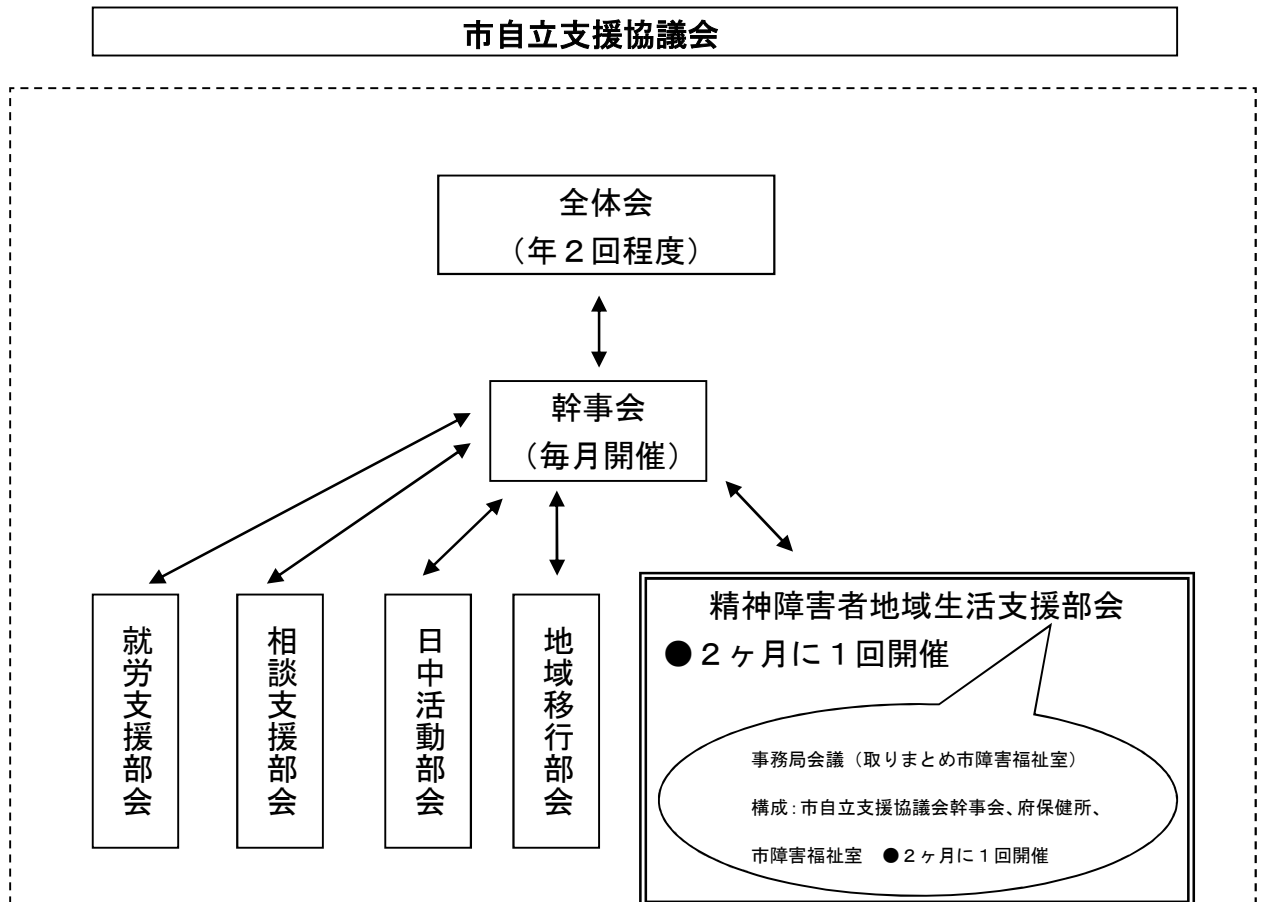 市自立支援協議会
全体会
（年２回程度）
幹事会
（毎月開催）
就労支援部会
相談支援部会
日中活動部会
地域移行部会
精神障害者地域生活支援部会
●２ヶ月に１回開催
事務局会議（取りまとめ市障害福祉室）
構成：市自立支援協議会幹事会、府保健所、
市障害福祉室　●２ヶ月に１回開催